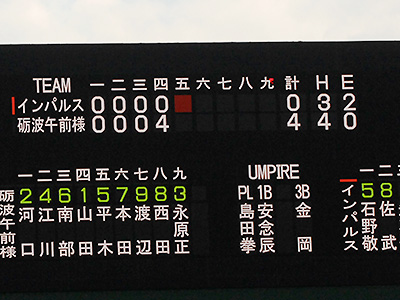 TEAM 一 二 三 四 五 六 七 八 九 計 H E
インパルス 0 0 0 0 0 3 2
砺波午前様 0 0 0 4 4 4 0
一 二 三 四 五 六 七 八 九 UMPIRE 一 二 三
砺波午前様 2 4 6 1 5 7 9 8 3 PL 1B 3B インパルス 5 8
河口 江川 南部 山田 平木 本田 渡辺 西田 永原正 島拳 安念辰 金岡 石敬 佐野武